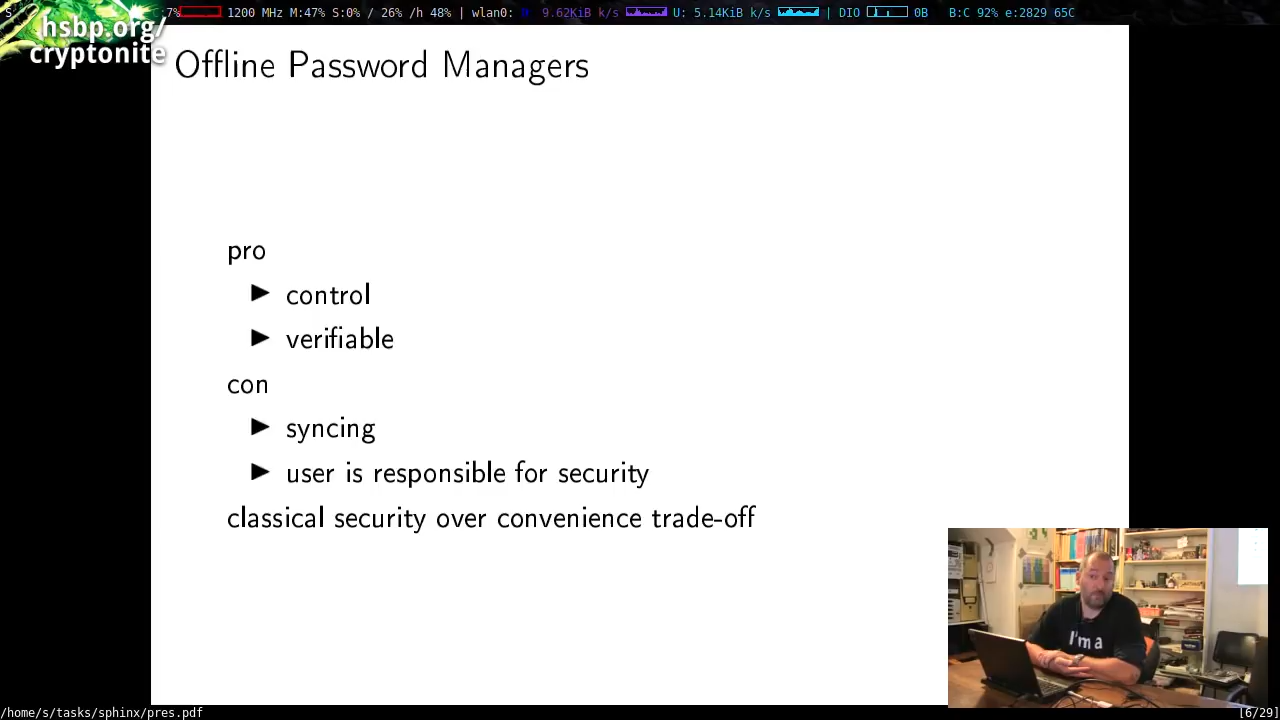 S :7% 1200 MHz M:47% S:0% / 26% /h 48% | wlan0: D: 9.62KiB k/s U: 5.14KiB k/s | DIO 0B B:C 92% e:2829 65C
hsbp.org/
cryptonite
Offline Password Managers
pro
▶ control
▶ verifiable
con
▶ syncing
▶ user is responsible for security
classical security over convenience trade-off
I'm a
/home/s/tasks/sphinx/pres.pdf
[6/29]